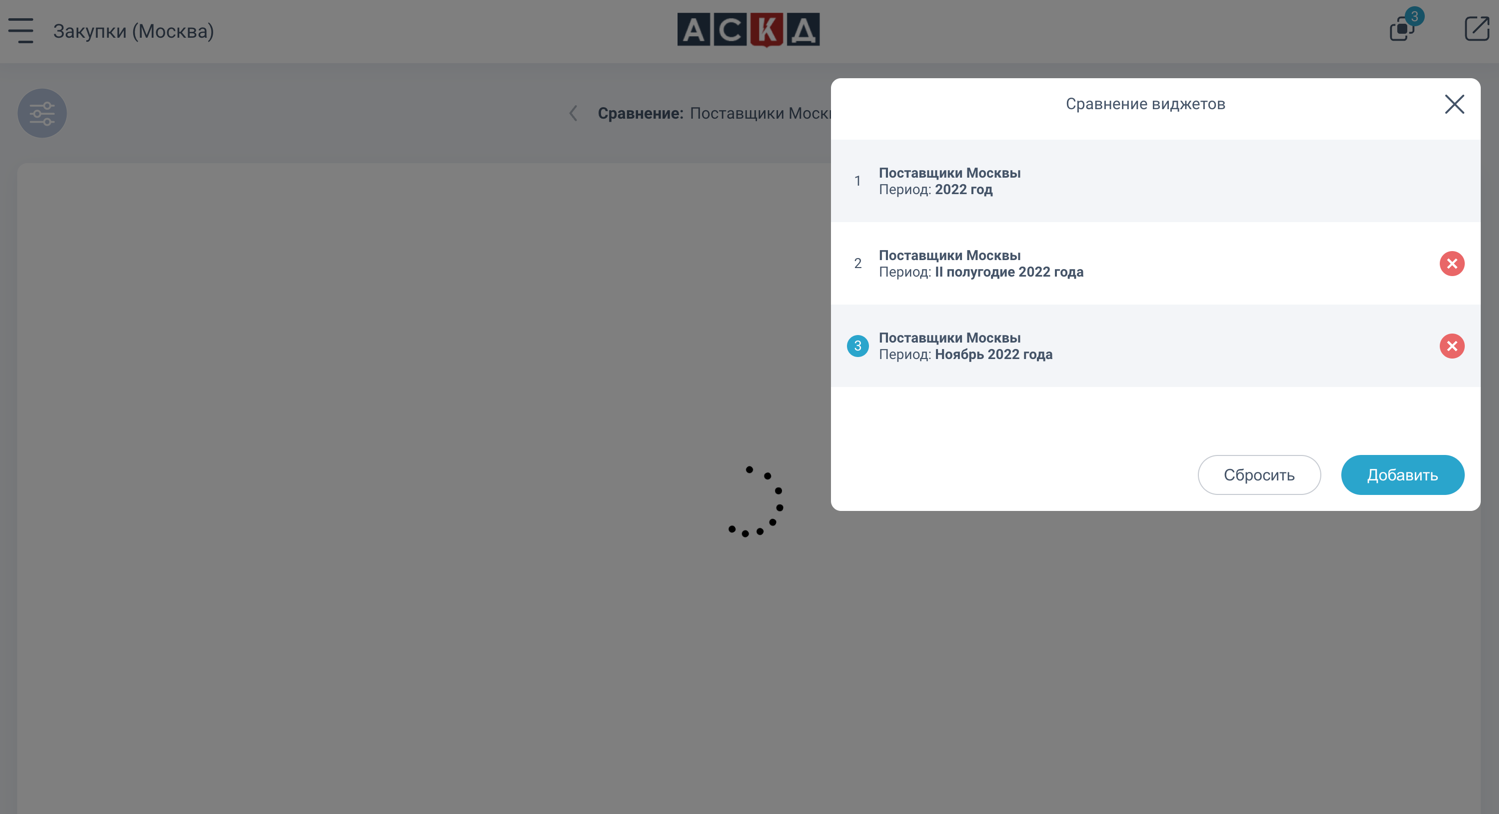 Закупки (Москва)
АСКД
3
Сравнение: Поставщики
Сравнение виджетов
1
Поставщики Москвы
Период: 2022 год
2
Поставщики Москвы
Период: II полугодие 2022 года
3
Поставщики Москвы
Период: Ноябрь 2022 года
Сбросить
Добавить